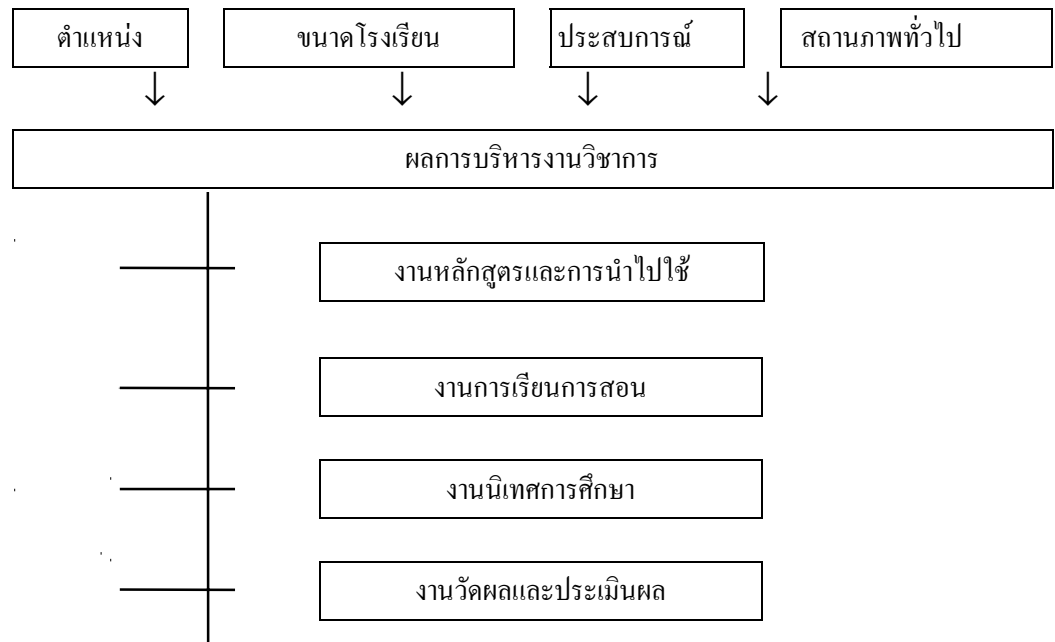 ตำแหน่ง ขนาดโรงเรียน ประสบการณ์ สถานภาพทั่วไป
ผลการบริหารงานวิชาการ
งานหลักสูตรและการนำไปใช้
งานการเรียนการสอน
งานนิเทศการศึกษา
งานวัดผลและประเมินผล